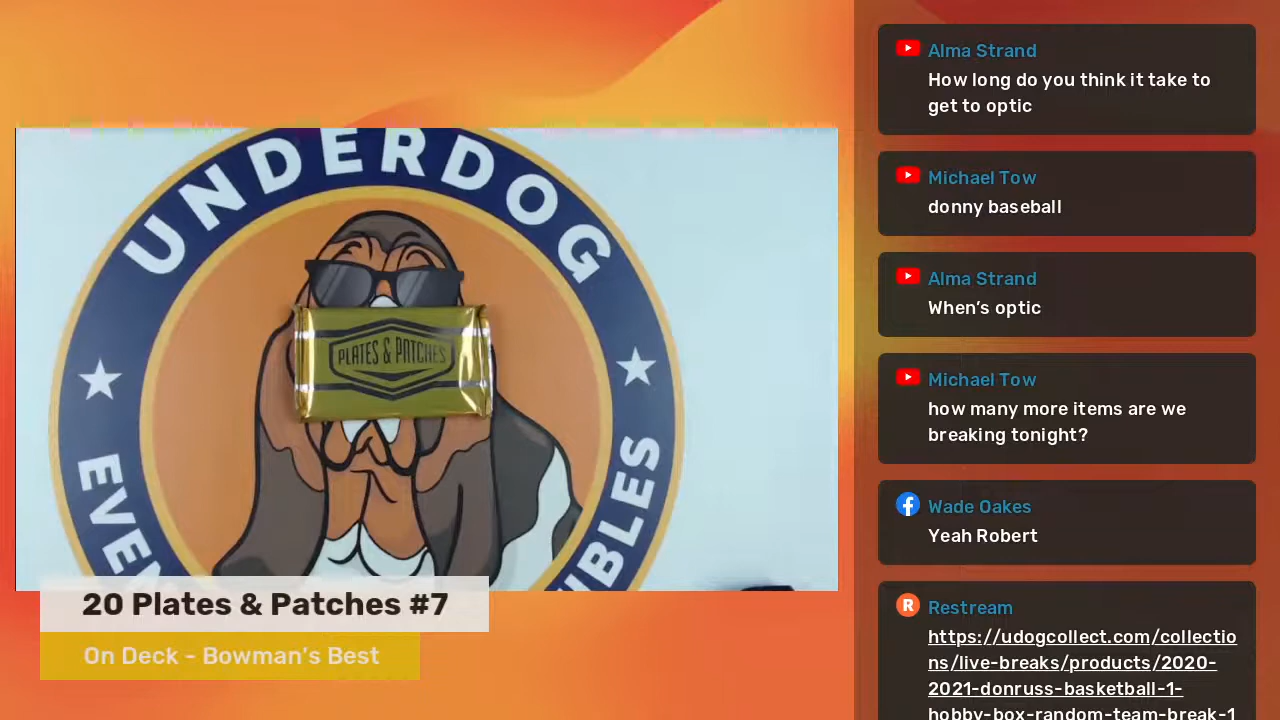 UNDERDOG
PLATES & PATCHES
20 Plates & Patches #7
On Deck - Bowman's Best
Alma Strand
How long do you think it take to
get to optic
Michael Tow
donny baseball
Alma Strand
When's optic
Michael Tow
how many more items are we
breaking tonight?
Wade Oakes
Yeah Robert
Restream
https://udogcollect.com/collectio
ns/live-breaks/products/2020-
2021-donruss-basketball-1-
hobby-box-random-team-break-1